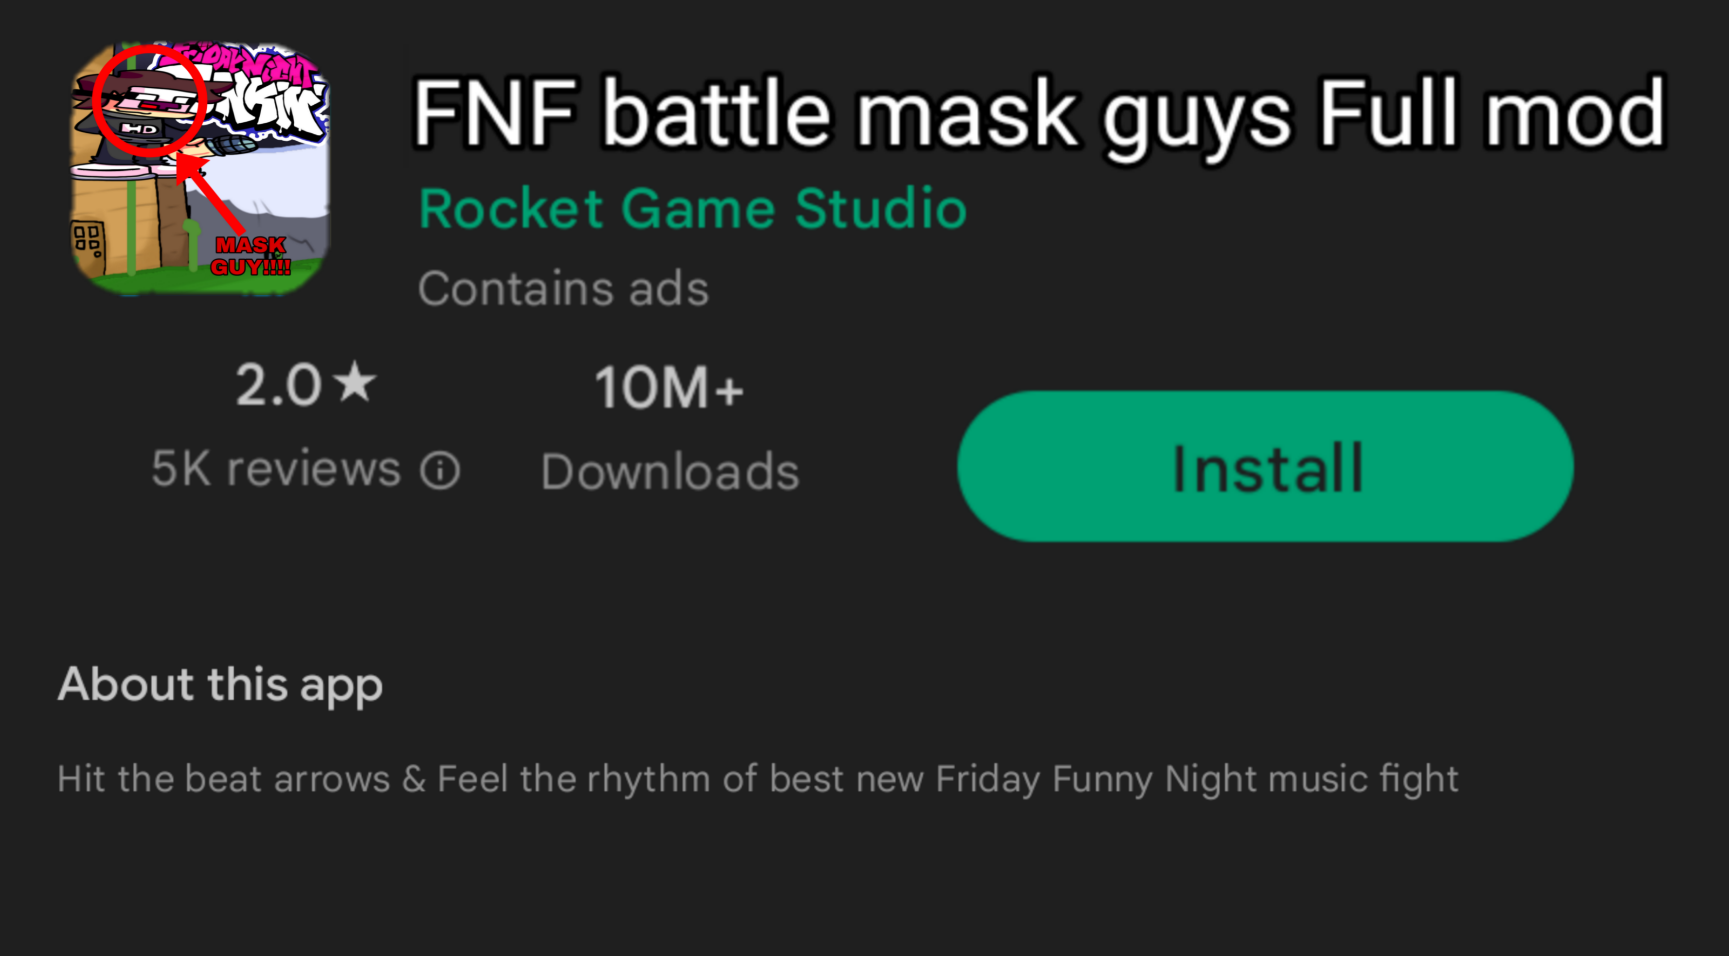 FRiDAY NiGHT
HD
MASK
GUY!!!!
FNF battle mask guys Full mod
Rocket Game Studio
Contains ads
2.0★
5K reviews
10M+
Downloads
Install
About this app
Hit the beat arrows & Feel the rhythm of best new Friday Funny Night music fight